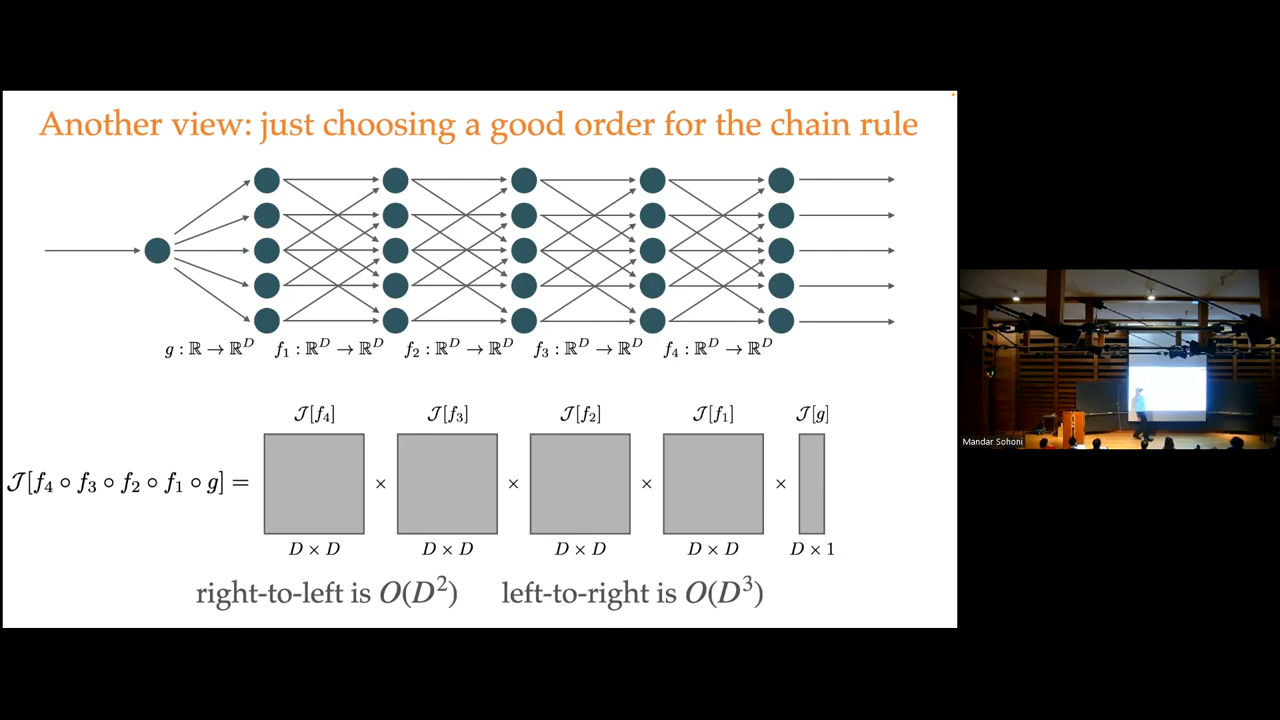 Another view: just choosing a good order for the chain rule
g : ℝ → ℝ^D f₁ : ℝ^D → ℝ^D f₂ : ℝ^D → ℝ^D f₃ : ℝ^D → ℝ^D f₄ : ℝ^D → ℝ^D
𝒥[f₄] 𝒥[f₃] 𝒥[f₂] 𝒥[f₁] 𝒥[g]
𝒥[f₄ ∘ f₃ ∘ f₂ ∘ f₁ ∘ g] = × × × ×
D × D D × D D × D D × D D × 1
right-to-left is O(D²) left-to-right is O(D³)
Mandar Sohoni